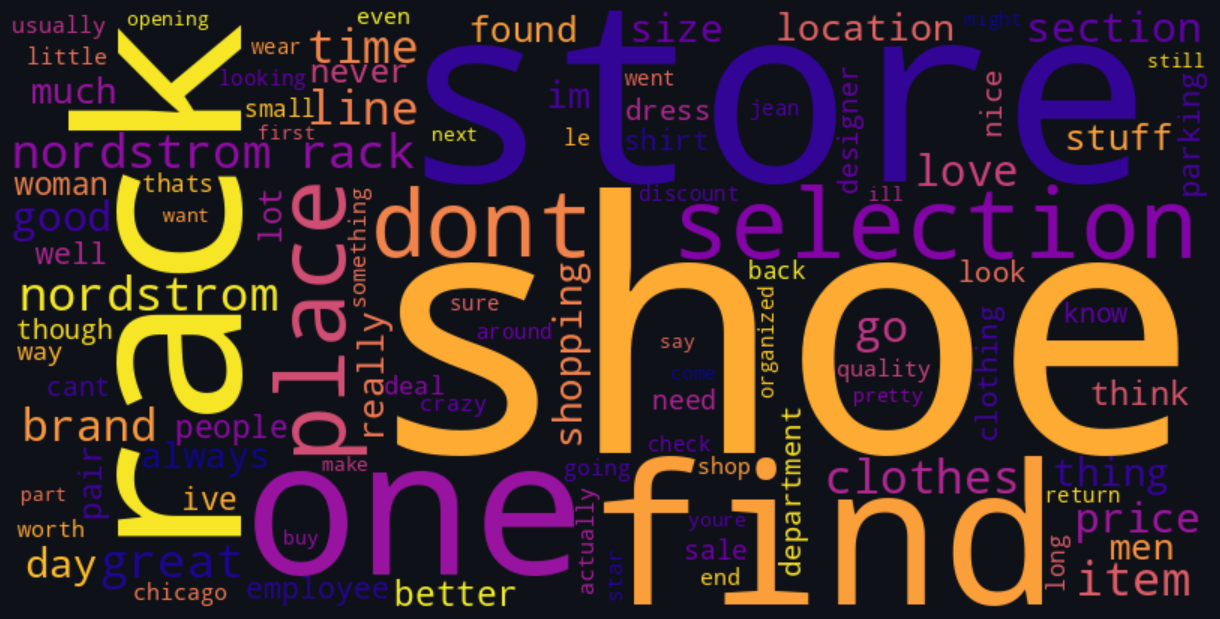 usually
opening
even
found
size
location
might
section
little
wear
time
looking
never
went
still
much
small
line
im
dress
jean
designer
nice
parking
first
next
le
shirt
stuff
store
rack
nordstrom rack
love
woman
thats
want
good
lot
place
something
dont
discount
ill
selection
well
nordstrom
though
way
cant
really
deal
crazy
sure
around
shopping
shoe
back
organized
say
come
need
check
go
quality
pretty
look
clothing
know
think
brand
people
always
pair
part
ive
worth
day
great
chicago
make
one
buy
employee
better
going
actually
star
find
shop
youre
sale
end
department
clothes
thing
return
price
long
men
item